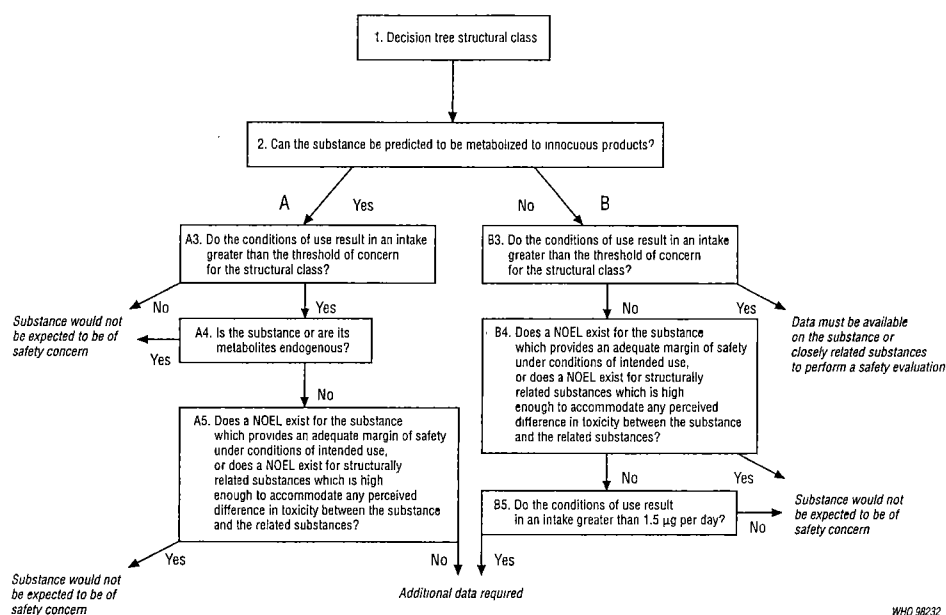 1. Decision tree structural class
2. Can the substance be predicted to be metabolized to innocuous products?
A
Yes
No
B
A3. Do the conditions of use result in an intake
greater than the threshold of concern
for the structural class?
B3. Do the conditions of use result in an intake
greater than the threshold of concern
for the structural class?
No
Yes
No
Yes
Substance would not
be expected to be of
safety concern
A4. Is the substance or are its
metabolites endogenous?
Yes
No
Data must be available
on the substance or
closely related substances
to perform a safety evaluation
B4. Does a NOEL exist for the substance
which provides an adequate margin of safety
under conditions of intended use,
or does a NOEL exist for structurally
related substances which is high
enough to accommodate any perceived
difference in toxicity between the substance
and the related substances?
A5. Does a NOEL exist for the substance
which provides an adequate margin of safety
under conditions of intended use,
or does a NOEL exist for structurally
related substances which is high
enough to accommodate any perceived
difference in toxicity between the substance
and the related substances?
No
Yes
B5. Do the conditions of use result
in an intake greater than 1.5 µg per day?
No
Substance would not
be expected to be of
safety concern
Yes
No
Yes
Substance would not
be expected to be of
safety concern
Additional data required
WHO 98232